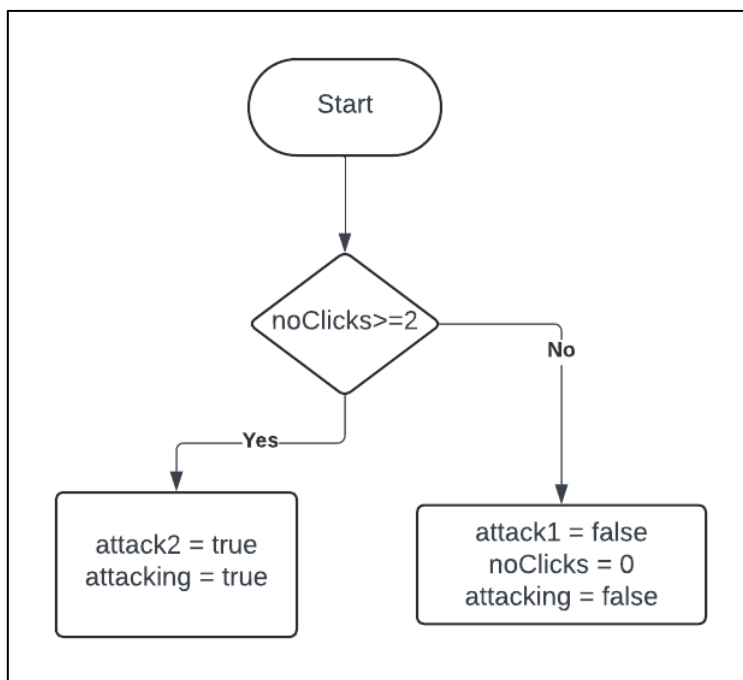 Start
noClicks>=2
No
Yes
attack2 = true
attacking = true
attack1 = false
noClicks = 0
attacking = false